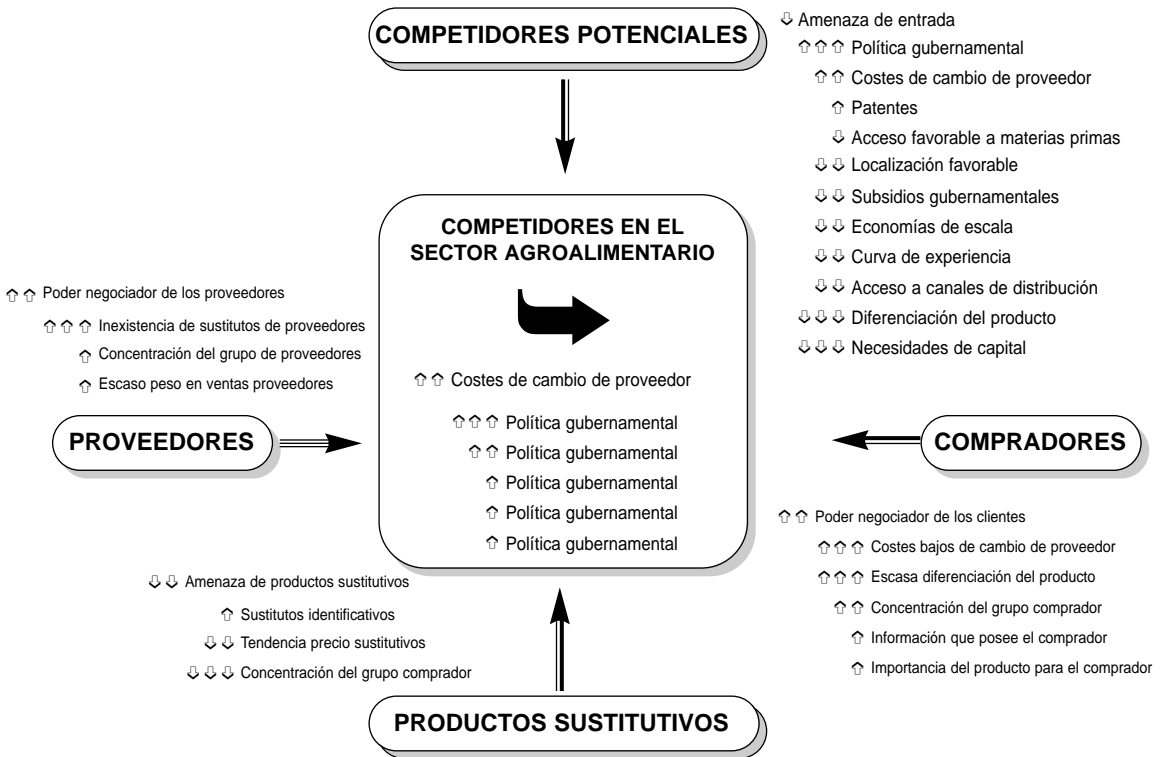 COMPETIDORES POTENCIALES
⇩ Amenaza de entrada
⇧ ⇧ ⇧ Política gubernamental
⇧ ⇧ Costes de cambio de proveedor
⇧ Patentes
⇩ Acceso favorable a materias primas
⇩ ⇩ Localización favorable
⇩ ⇩ Subsidios gubernamentales
⇩ ⇩ Economías de escala
⇩ ⇩ Curva de experiencia
⇩ ⇩ Acceso a canales de distribución
⇩ ⇩ ⇩ Diferenciación del producto
⇩ ⇩ ⇩ Necesidades de capital
COMPETIDORES EN EL
SECTOR AGROALIMENTARIO
⇧ ⇧ Costes de cambio de proveedor
⇧ ⇧ ⇧ Política gubernamental
⇧ ⇧ Política gubernamental
⇧ Política gubernamental
⇧ Política gubernamental
⇧ Política gubernamental
⇧ ⇧ Poder negociador de los proveedores
⇧ ⇧ ⇧ Inexistencia de sustitutos de proveedores
⇧ Concentración del grupo de proveedores
⇧ Escaso peso en ventas proveedores
PROVEEDORES
COMPRADORES
⇧ ⇧ Poder negociador de los clientes
⇧ ⇧ ⇧ Costes bajos de cambio de proveedor
⇧ ⇧ ⇧ Escasa diferenciación del producto
⇧ ⇧ Concentración del grupo comprador
⇧ Información que posee el comprador
⇧ Importancia del producto para el comprador
⇩ ⇩ Amenaza de productos sustitutivos
⇧ Sustitutos identificativos
⇩ ⇩ Tendencia precio sustitutivos
⇩ ⇩ ⇩ Concentración del grupo comprador
PRODUCTOS SUSTITUTIVOS